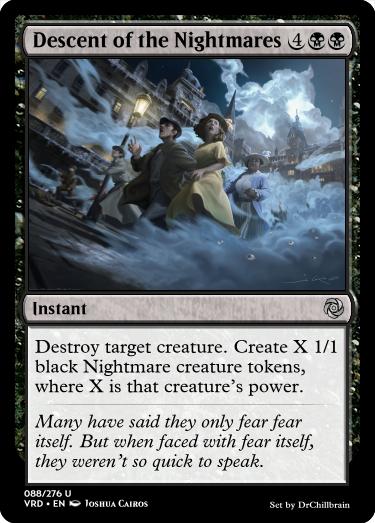 Descent of the Nightmares 4
Instant
Destroy target creature. Create X 1/1
black Nightmare creature tokens,
where X is that creature's power.
Many have said they only fear fear
itself. But when faced with fear itself,
they weren't so quick to speak.
088/276 U
VRD • EN Joshua Cairos
Set by DrChillbrain